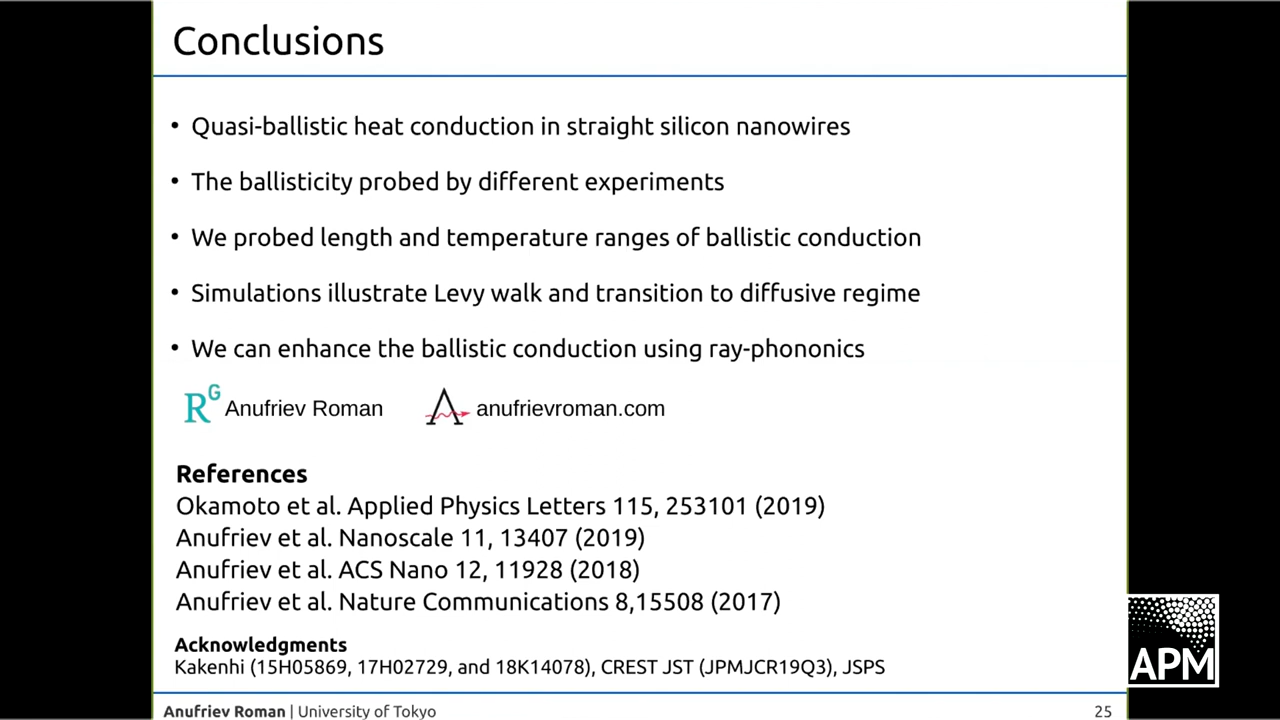 Conclusions
• Quasi-ballistic heat conduction in straight silicon nanowires
• The ballisticity probed by different experiments
• We probed length and temperature ranges of ballistic conduction
• Simulations illustrate Levy walk and transition to diffusive regime
• We can enhance the ballistic conduction using ray-phononics
RG Anufriev Roman A anufrievroman.com
References
Okamoto et al. Applied Physics Letters 115, 253101 (2019)
Anufriev et al. Nanoscale 11, 13407 (2019)
Anufriev et al. ACS Nano 12, 11928 (2018)
Anufriev et al. Nature Communications 8,15508 (2017)
Acknowledgments
Kakenhi (15H05869, 17H02729, and 18K14078), CREST JST (JPMJCR19Q3), JSPS
APM
Anufriev Roman | University of Tokyo 25